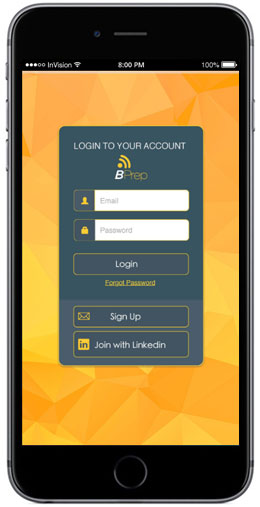 InVision 8:00 PM 100%
LOGIN TO YOUR ACCOUNT
BPrep
Email
Password
Login
Forgot Password
Sign Up
in Join with Linkedin